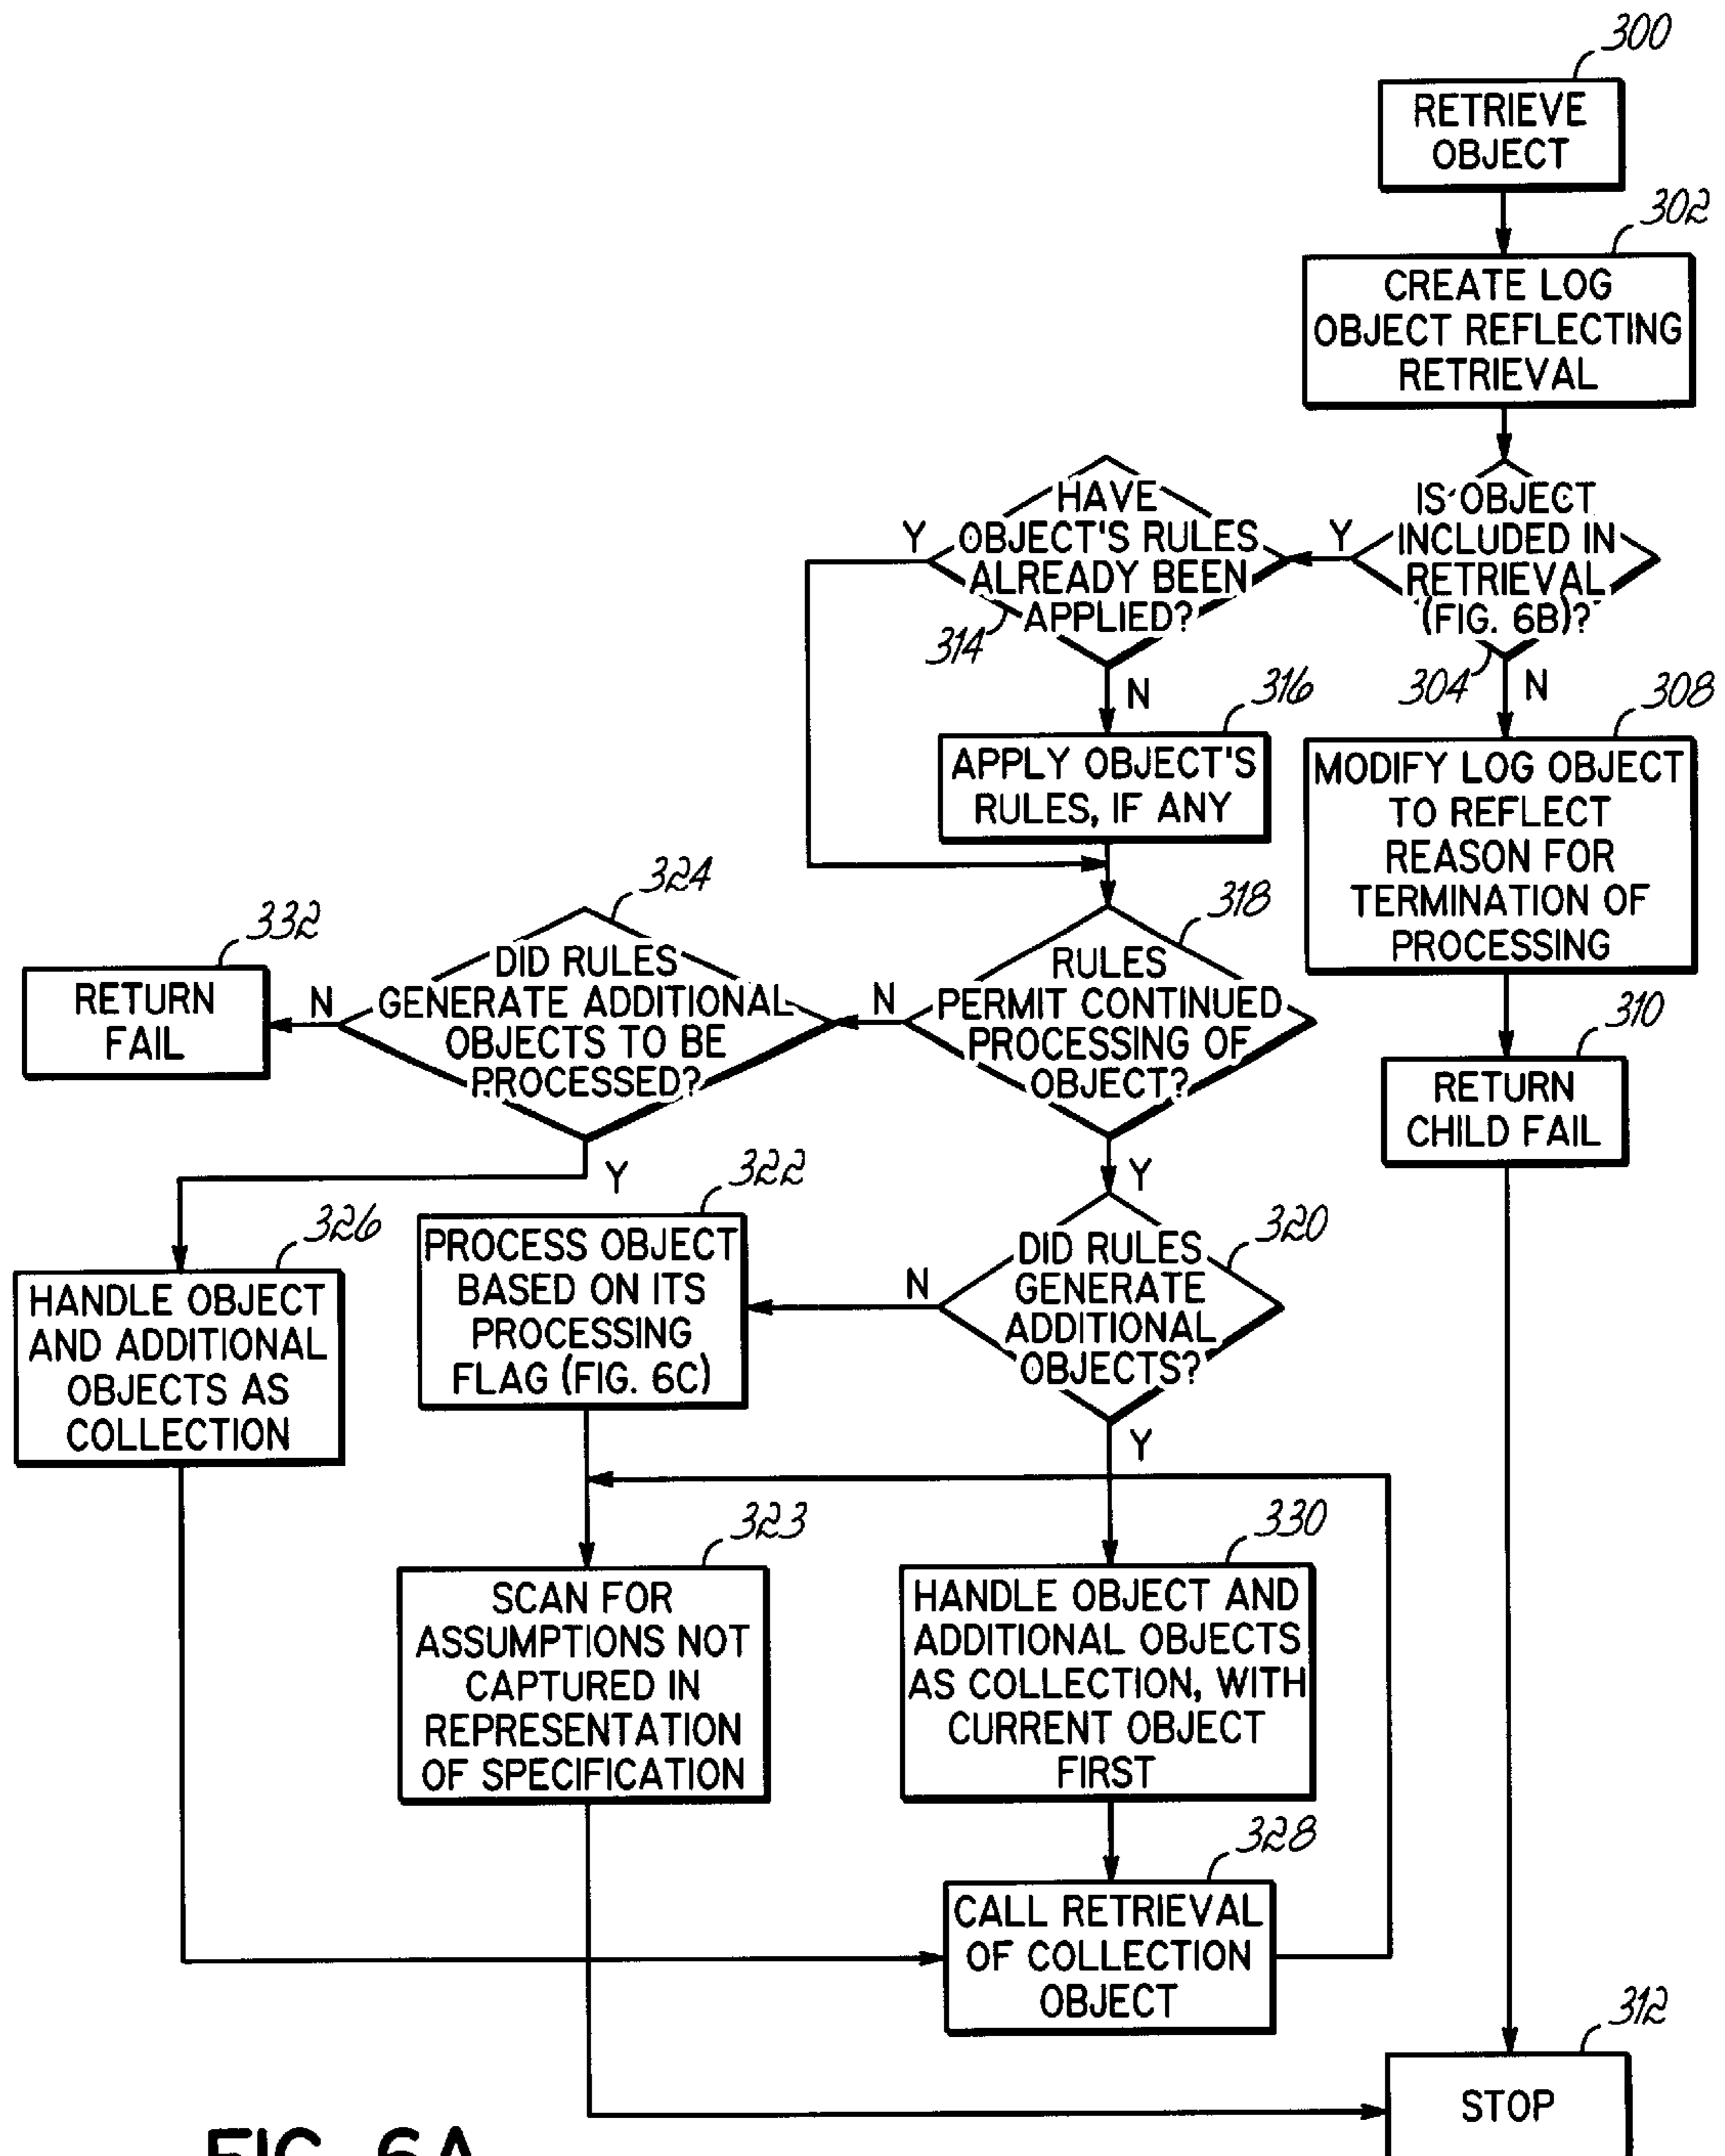 300
RETRIEVE
OBJECT
302
CREATE LOG
OBJECT REFLECTING
RETRIEVAL
IS OBJECT
INCLUDED IN
RETRIEVAL
(FIG. 6B)?
304
Y
N
HAVE
OBJECT'S RULES
ALREADY BEEN
APPLIED?
314
Y
N
308
MODIFY LOG OBJECT
TO REFLECT
REASON FOR
TERMINATION OF
PROCESSING
316
APPLY OBJECT'S
RULES, IF ANY
310
RETURN
CHILD FAIL
318
RULES
PERMIT CONTINUED
PROCESSING OF
OBJECT?
N
Y
324
DID RULES
GENERATE ADDITIONAL
OBJECTS TO BE
PROCESSED?
N
Y
332
RETURN
FAIL
326
HANDLE OBJECT
AND ADDITIONAL
OBJECTS AS
COLLECTION
322
PROCESS OBJECT
BASED ON ITS
PROCESSING
FLAG (FIG. 6C)
320
DID RULES
GENERATE
ADDITIONAL
OBJECTS?
N
Y
323
SCAN FOR
ASSUMPTIONS NOT
CAPTURED IN
REPRESENTATION
OF SPECIFICATION
330
HANDLE OBJECT AND
ADDITIONAL OBJECTS
AS COLLECTION, WITH
CURRENT OBJECT
FIRST
328
CALL RETRIEVAL
OF COLLECTION
OBJECT
312
STOP
FIG. 6A